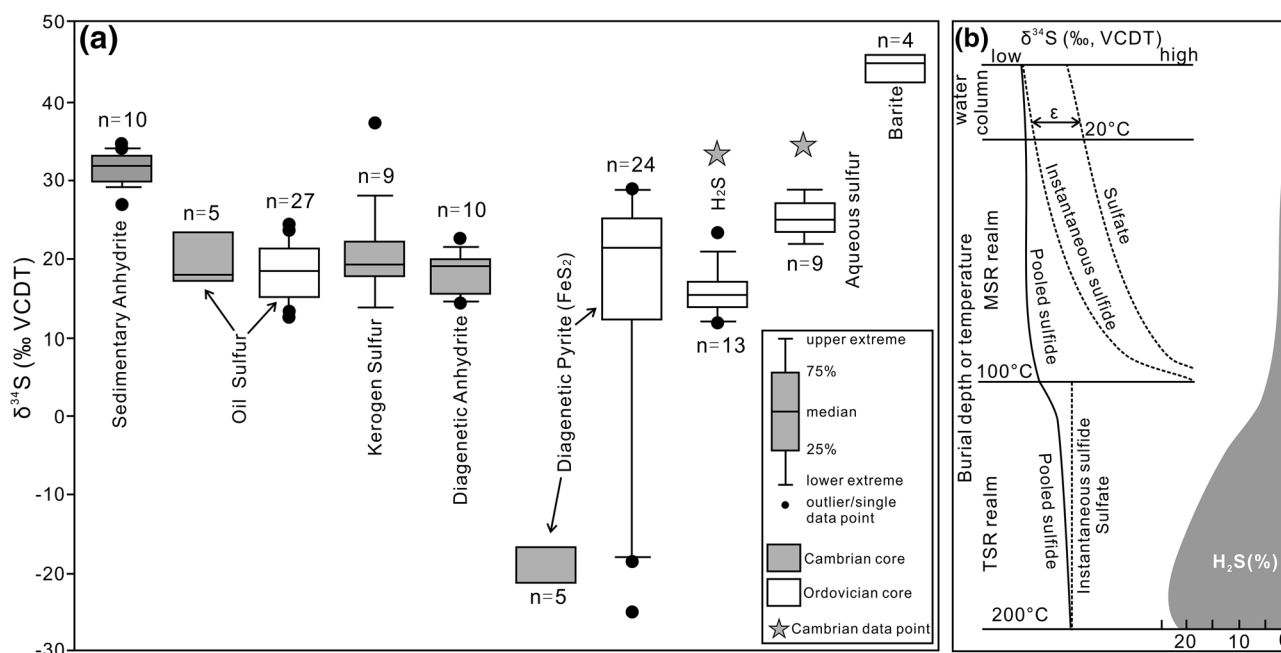 (a)
δ34S (‰ VCDT)
50
40
30
20
10
0
-10
-20
-30
n=10
Sedimentary Anhydrite
n=5
n=27
Oil Sulfur
n=9
Kerogen Sulfur
n=10
Diagenetic Anhydrite
Diagenetic Pyrite (FeS₂)
n=5
n=24
H₂S
n=13
n=9
Aqueous sulfur
n=4
Barite
upper extreme
75%
median
25%
lower extreme
outlier/single
data point
Cambrian core
Ordovician core
Cambrian data point
(b)
δ34S (‰, VCDT)
low
high
water
column
ε
20°C
Burial depth or temperature
MSR realm
Pooled sulfide
Instantaneous sulfide
Sulfate
100°C
TSR realm
Pooled sulfide
Instantaneous sulfide
Sulfate
H₂S(%)
200°C
20
10
0